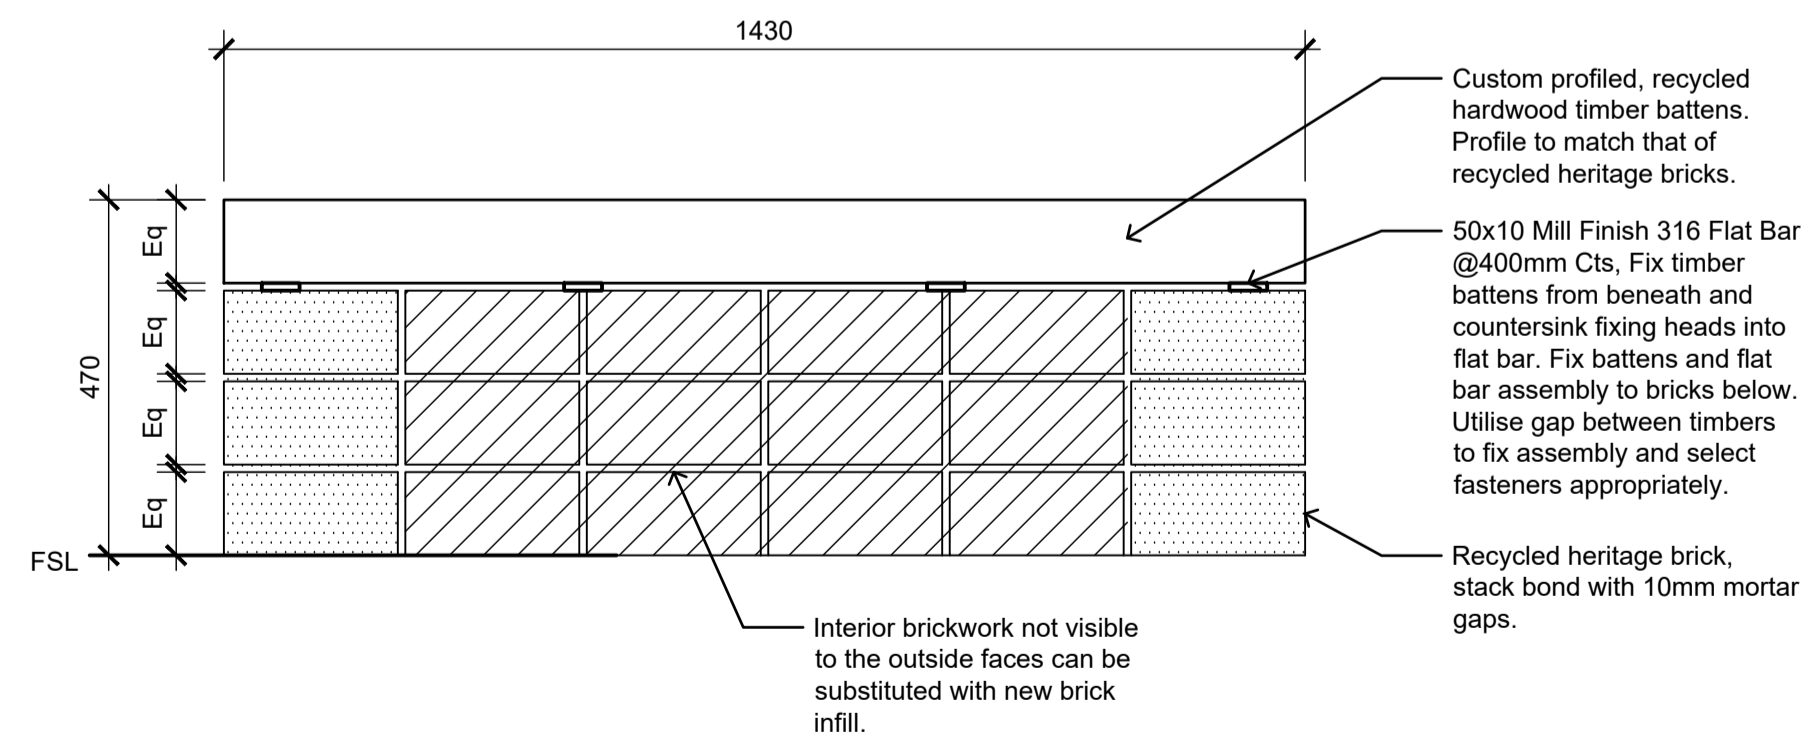 1430
Custom profiled, recycled
hardwood timber battens.
Profile to match that of
recycled heritage bricks.
50x10 Mill Finish 316 Flat Bar
@400mm Cts, Fix timber
battens from beneath and
countersink fixing heads into
flat bar. Fix battens and flat
bar assembly to bricks below.
Utilise gap between timbers
to fix assembly and select
fasteners appropriately.
Recycled heritage brick,
stack bond with 10mm mortar
gaps.
470
Eq
Eq
Eq
Eq
FSL
Interior brickwork not visible
to the outside faces can be
substituted with new brick
infill.